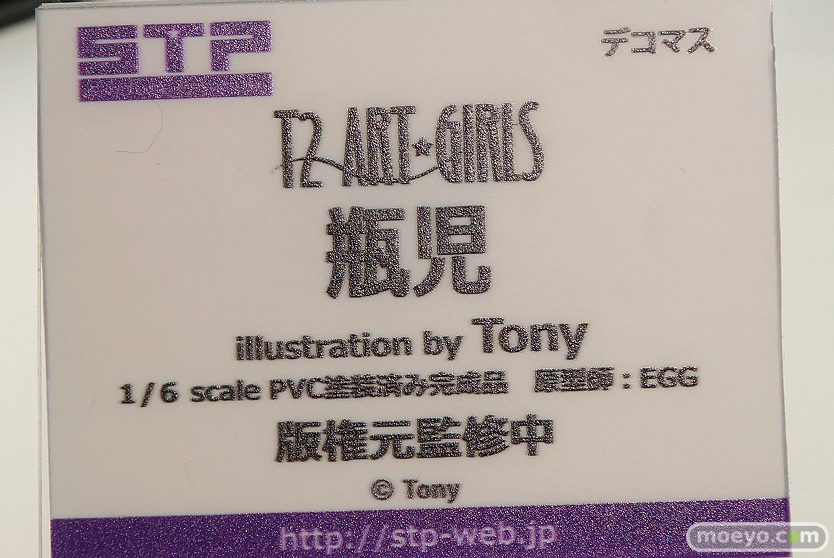 STP
デコマス
T2 ART☆GIRLS
瓶児
illustration by Tony
1/6 scale PVC塗装済み完成品 原型師：EGG
版権元監修中
© Tony
http://stp-web.jp
moeyo.com